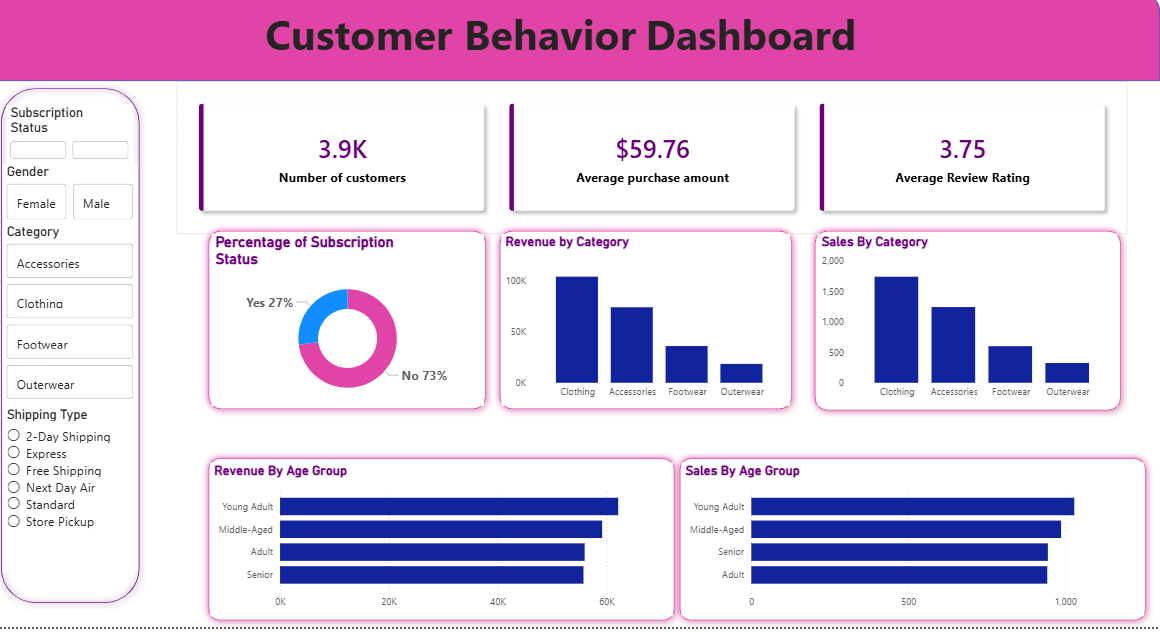 Customer Behavior Dashboard
Subscription
Status
Gender
Female
Male
Category
Accessories
Clothing
Footwear
Outerwear
Shipping Type
2-Day Shipping
Express
Free Shipping
Next Day Air
Standard
Store Pickup
3.9K
Number of customers
$59.76
Average purchase amount
3.75
Average Review Rating
Percentage of Subscription
Status
Yes 27%
No 73%
Revenue by Category
100K
50K
0K
Clothing Accessories Footwear Outerwear
Sales By Category
2,000
1,500
1,000
500
0
Clothing Accessories Footwear Outerwear
Revenue By Age Group
Young Adult
Middle-Aged
Adult
Senior
0K 20K 40K 60K
Sales By Age Group
Young Adult
Middle-Aged
Senior
Adult
0 500 1,000